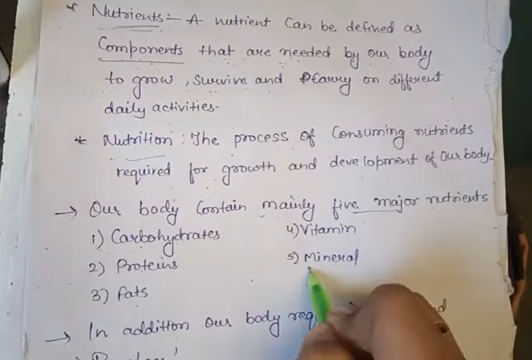 * Nutrients:- A nutrient can be defined as
Components that are needed by our body
to grow, survive and carry on different
daily activities.
* Nutrition: The process of consuming nutrients
required for growth and development of our body.
→ Our body contain mainly five major nutrients
1) Carbohydrates
2) Proteins
3) fats
4) Vitamin
5) Mineral
→ In addition our body